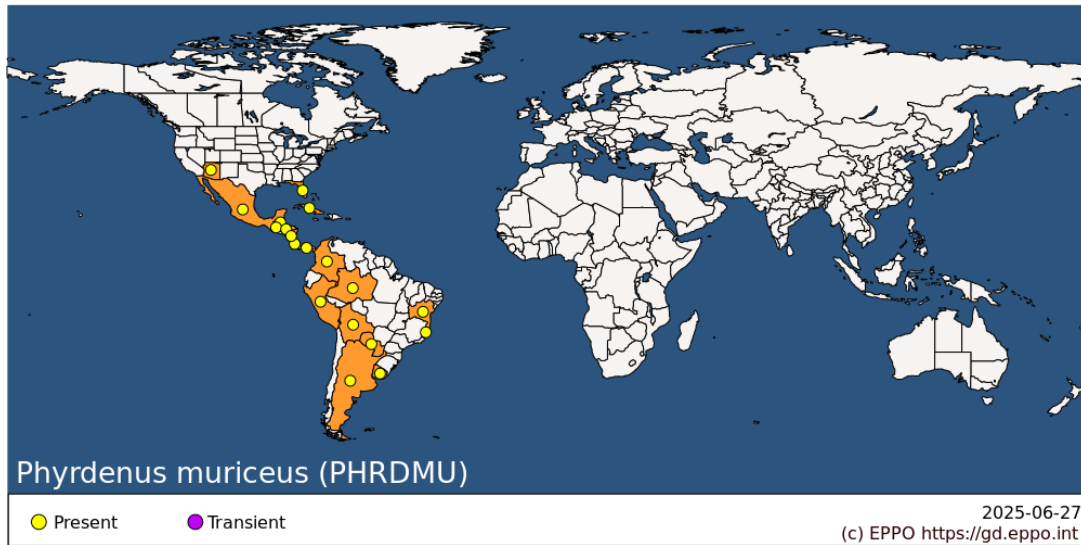 Phyrdenus muriceus (PHRDMU)
Present
Transient
2025-06-27
(c) EPPO https://gd.eppo.int